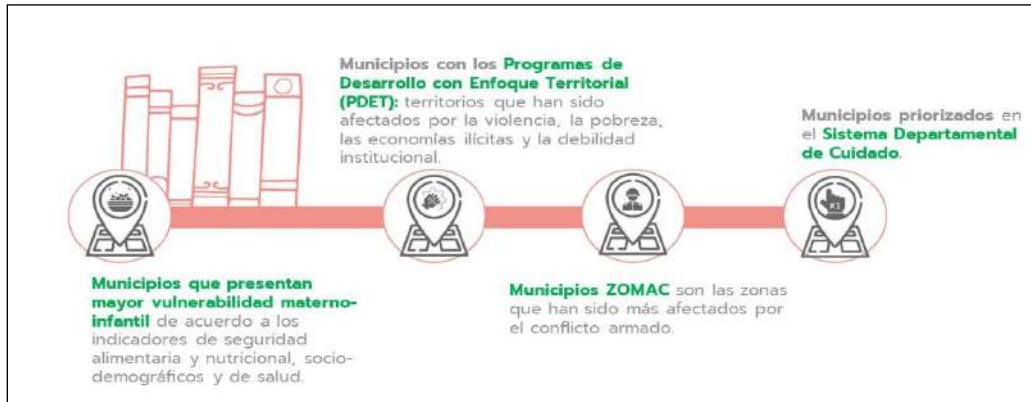 Municipios con los Programas de
Desarrollo con Enfoque Territorial
(PDET): territorios que han sido
afectados por la violencia, la pobreza,
las economías ilícitas y la debilidad
institucional.
Municipios priorizados en
el Sistema Departamental
de Cuidado.
#1
Municipios que presentan
mayor vulnerabilidad materno-
infantil de acuerdo a los
indicadores de seguridad
alimentaria y nutricional, socio-
demográficos y de salud.
Municipios ZOMAC son las zonas
que han sido más afectados por
el conflicto armado.